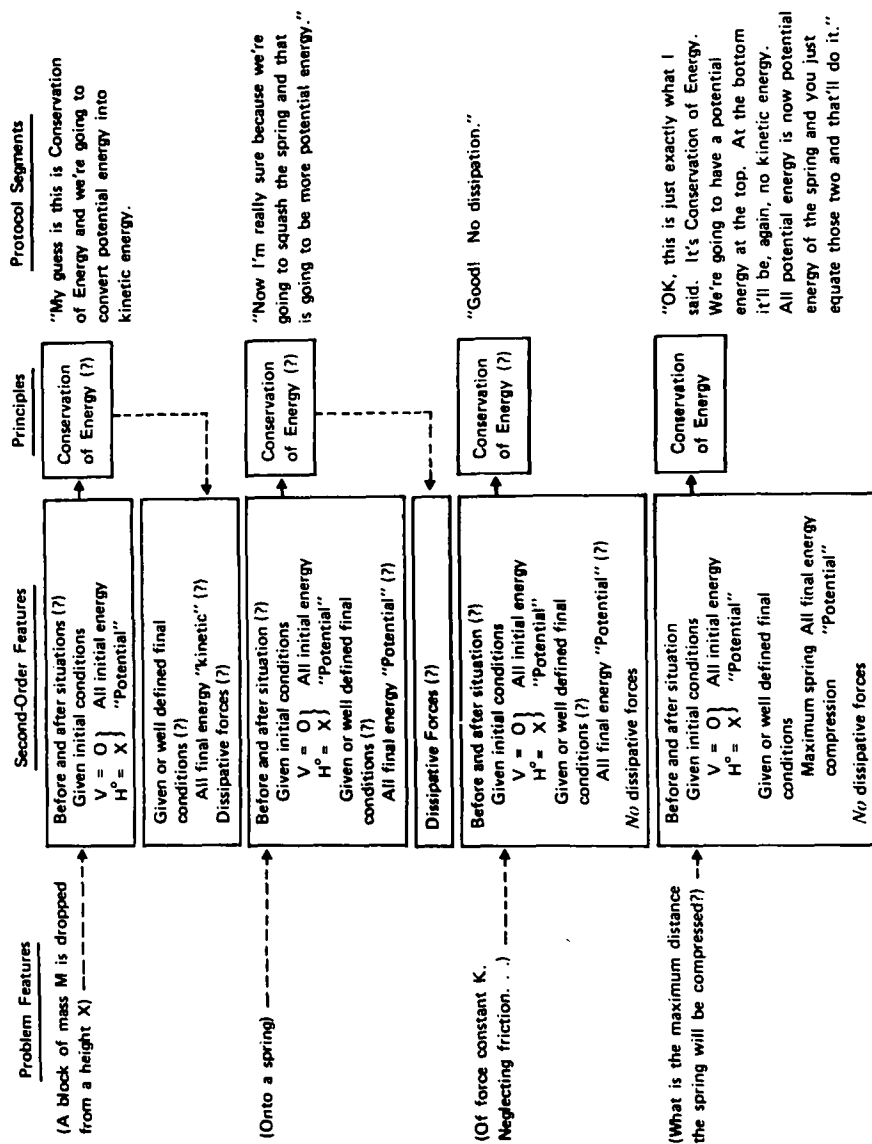 Problem Features
Second-Order Features
Principles
Protocol Segments
(A block of mass M is dropped
from a height X)
Before and after situations (?)
Given initial conditions
V = O} All initial energy
H° = X} "Potential"
Conservation
of Energy (?)
"My guess is this is Conservation
of Energy and we're going to
convert potential energy into
kinetic energy.
Given or well defined final
conditions (?)
All final energy "kinetic" (?)
Dissipative forces (?)
(Onto a spring)
Before and after situation (?)
Given initial conditions
V = O} All initial energy
H° = X} "Potential"
Given or well defined final
conditions (?)
All final energy "Potential" (?)
Conservation
of Energy (?)
"Now I'm really sure because we're
going to squash the spring and that
is going to be more potential energy."
Dissipative Forces (?)
(Of force constant K.
Neglecting friction. . .)
Before and after situation (?)
Given initial conditions
V = O} All initial energy
H° = X} "Potential"
Given or well defined final
conditions (?)
All final energy "Potential" (?)
No dissipative forces
Conservation
of Energy (?)
"Good! No dissipation."
(What is the maximum distance
the spring will be compressed?)
Before and after situation
Given initial conditions
V = O} All initial energy
H° = X} "Potential"
Given or well defined final
conditions
Maximum spring All final energy
compression "Potential"
No dissipative forces
Conservation
of Energy
"OK, this is just exactly what I
said. It's Conservation of Energy.
We're going to have a potential
energy at the top. At the bottom
it'll be, again, no kinetic energy.
All potential energy is now potential
energy of the spring and you just
equate those two and that'll do it."